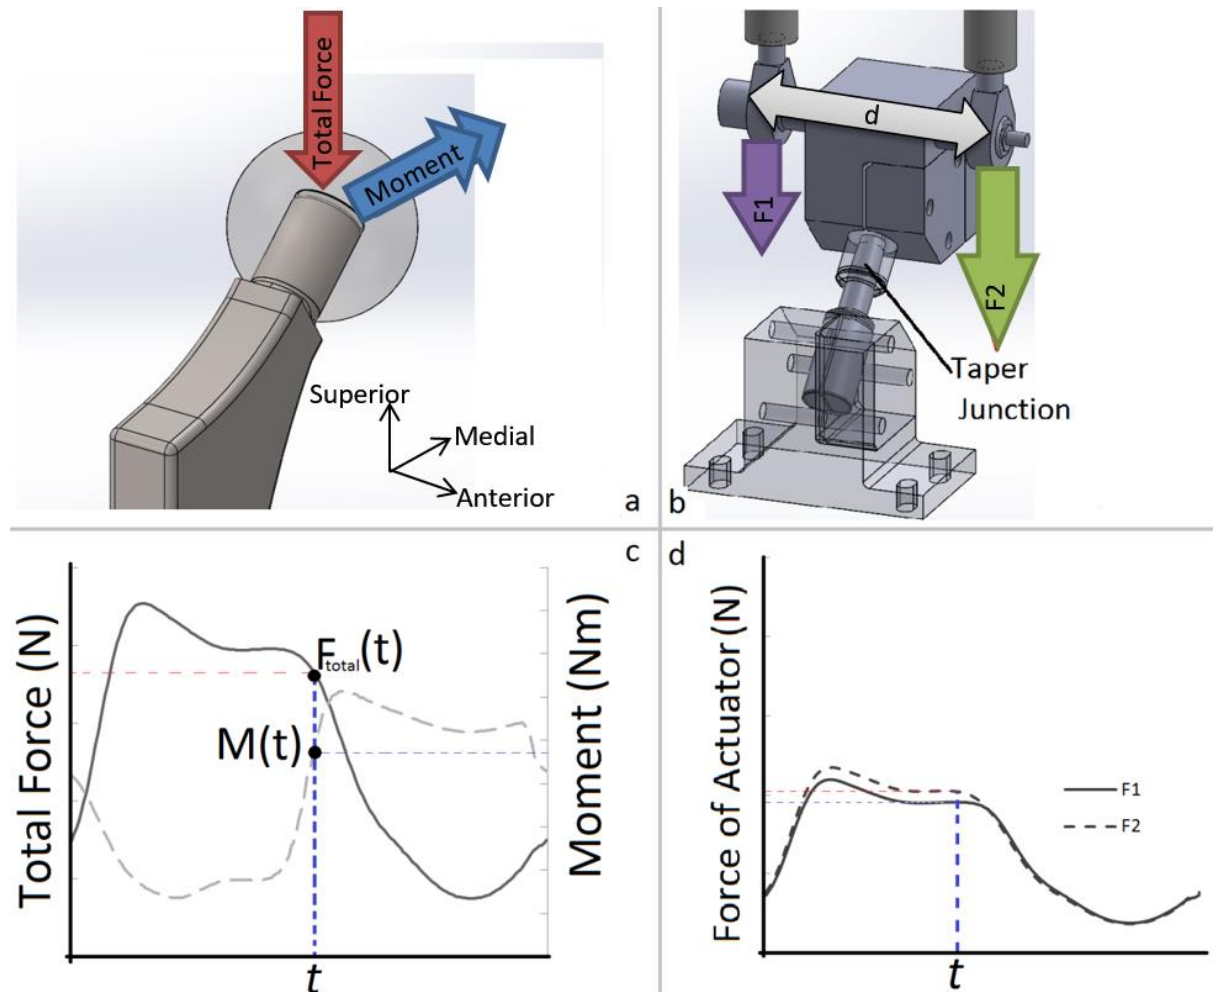 Total Force
Moment
Superior
Medial
Anterior
a
d
F1
F2
Taper
Junction
b
c
Total Force (N)
Moment (Nm)
Ftotal(t)
M(t)
t
d
Force of Actuator (N)
F1
F2
t